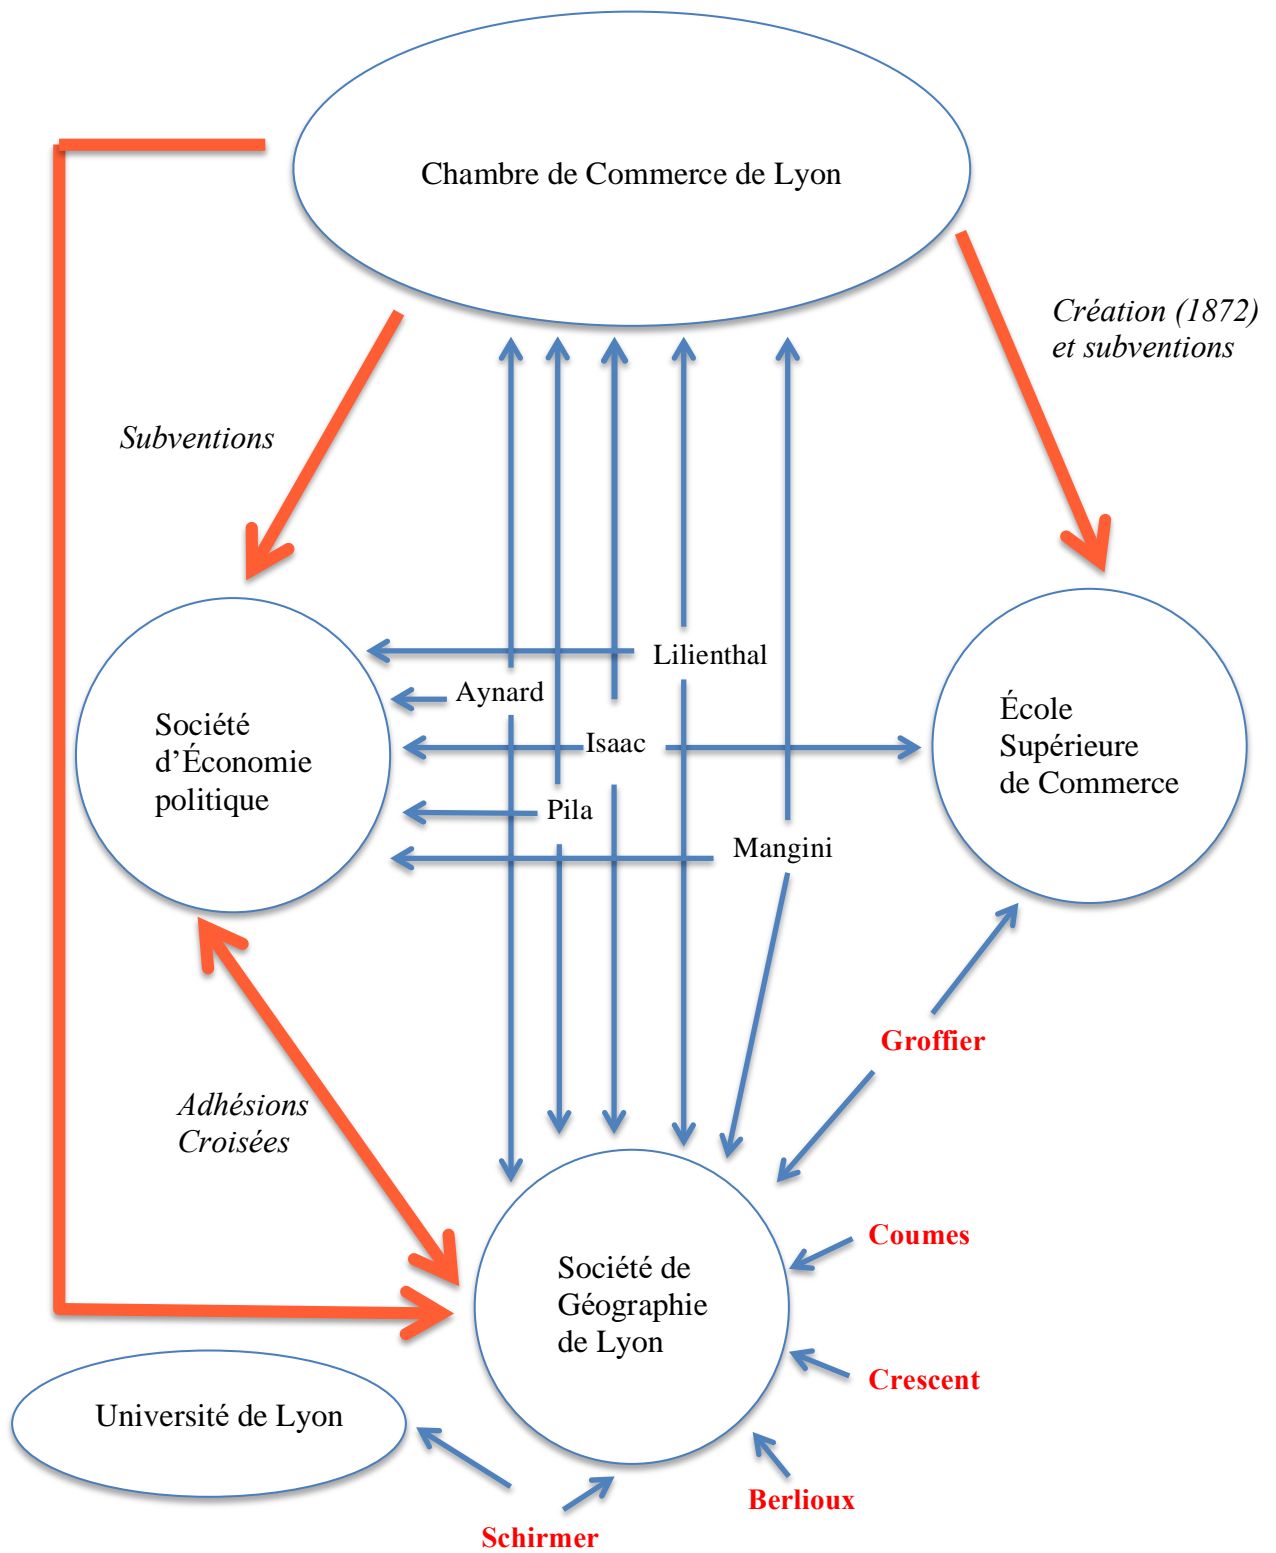 Chambre de Commerce de Lyon
Création (1872)
et subventions
Subventions
Lilienthal
Aynard
Société
d’Économie
politique
Isaac
École
Supérieure
de Commerce
Pila
Mangini
Groffier
Adhésions
Croisées
Coumes
Société de
Géographie
de Lyon
Crescent
Université de Lyon
Berlioux
Schirmer